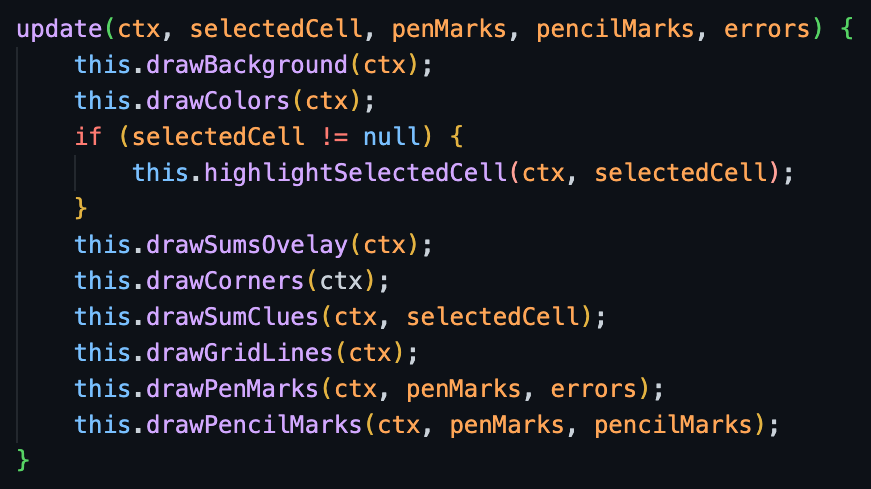 update(ctx, selectedCell, penMarks, pencilMarks, errors) {
    this.drawBackground(ctx);
    this.drawColors(ctx);
    if (selectedCell != null) {
        this.highlightSelectedCell(ctx, selectedCell);
    }
    this.drawSumsOvelay(ctx);
    this.drawCorners(ctx);
    this.drawSumClues(ctx, selectedCell);
    this.drawGridLines(ctx);
    this.drawPenMarks(ctx, penMarks, errors);
    this.drawPencilMarks(ctx, penMarks, pencilMarks);
}